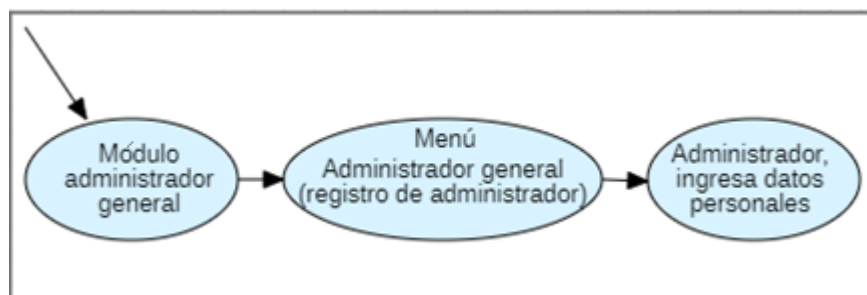 Módulo
administrador
general
Menú
Administrador general
(registro de administrador)
Administrador,
ingresa datos
personales